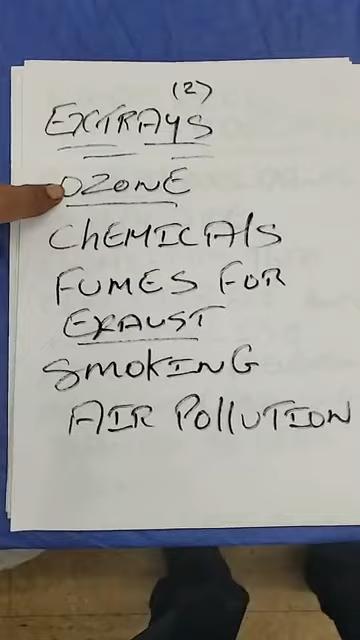 (2)
EXTRAYS
OZONE
CHEMICAlS
FUMES FOR
EXAUST
SMOKING
AIR POllUTION